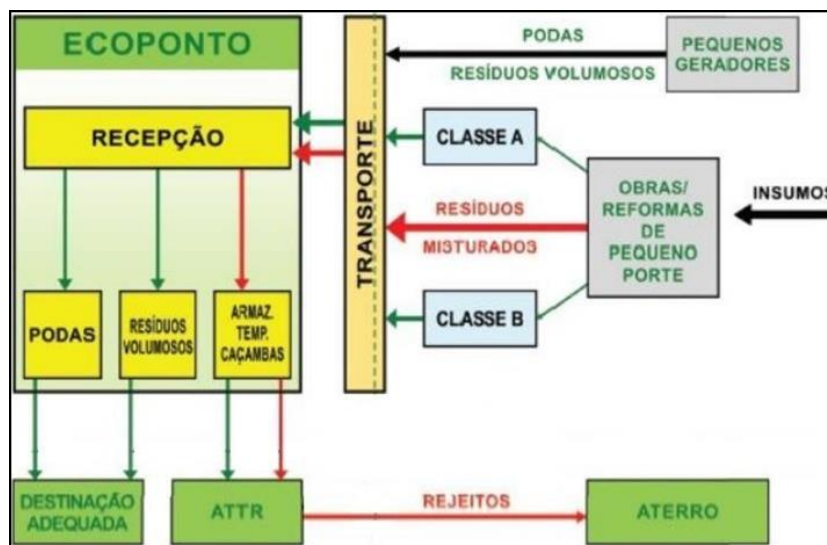 ECOPONTO
RECEPÇÃO
PODAS
RESÍDUOS
VOLUMOSOS
ARMAZ.
TEMP.
CAÇAMBAS
TRANSPORTE
PODAS
RESÍDUOS VOLUMOSOS
PEQUENOS
GERADORES
CLASSE A
RESÍDUOS
MISTURADOS
CLASSE B
OBRAS/
REFORMAS
DE
PEQUENO
PORTE
INSUMOS
DESTINAÇÃO
ADEQUADA
ATTR
REJEITOS
ATERRO